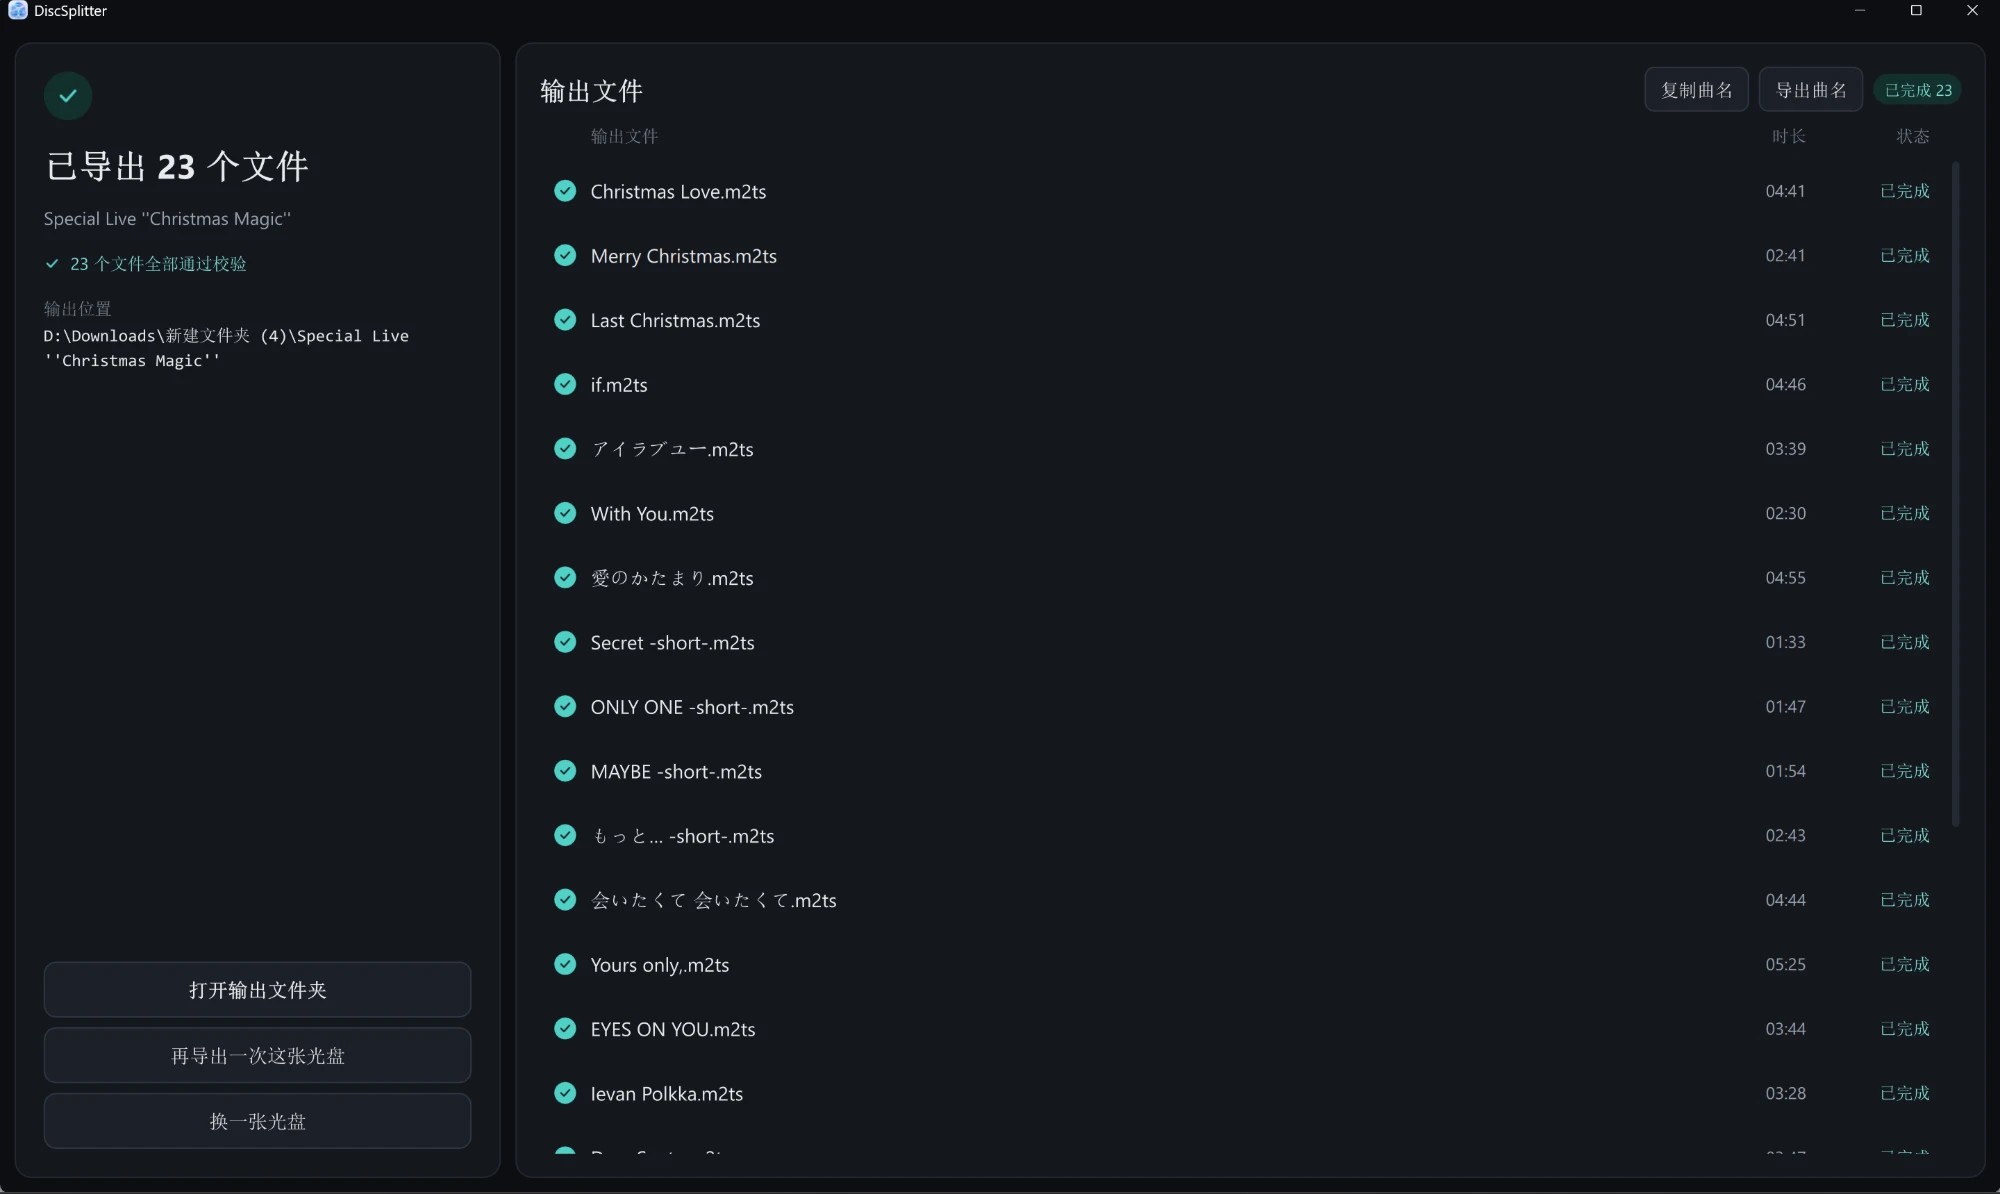 DiscSplitter
已导出 23 个文件
Special Live ''Christmas Magic''
23 个文件全部通过校验
输出位置
D:\Downloads\新建文件夹 (4)\Special Live
''Christmas Magic''
打开输出文件夹
再导出一次这张光盘
换一张光盘
输出文件
复制曲名 导出曲名 已完成 23
输出文件 时长 状态
Christmas Love.m2ts 04:41 已完成
Merry Christmas.m2ts 02:41 已完成
Last Christmas.m2ts 04:51 已完成
if.m2ts 04:46 已完成
アイラブユー.m2ts 03:39 已完成
With You.m2ts 02:30 已完成
愛のかたまり.m2ts 04:55 已完成
Secret -short-.m2ts 01:33 已完成
ONLY ONE -short-.m2ts 01:47 已完成
MAYBE -short-.m2ts 01:54 已完成
もっと... -short-.m2ts 02:43 已完成
会いたくて 会いたくて.m2ts 04:44 已完成
Yours only,.m2ts 05:25 已完成
EYES ON YOU.m2ts 03:44 已完成
Ievan Polkka.m2ts 03:28 已完成